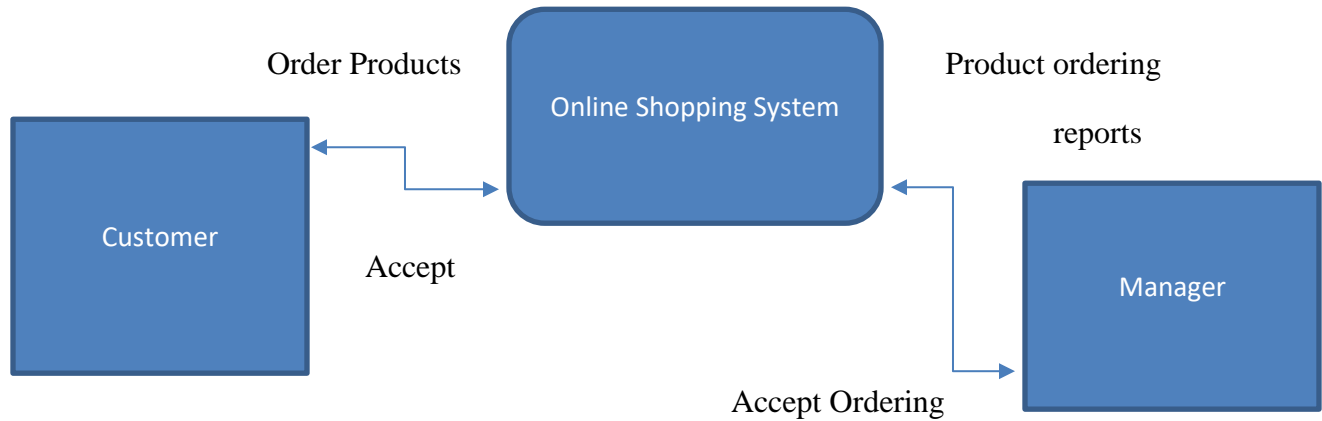 Order Products
Online Shopping System
Product ordering
reports
Customer
Accept
Manager
Accept Ordering